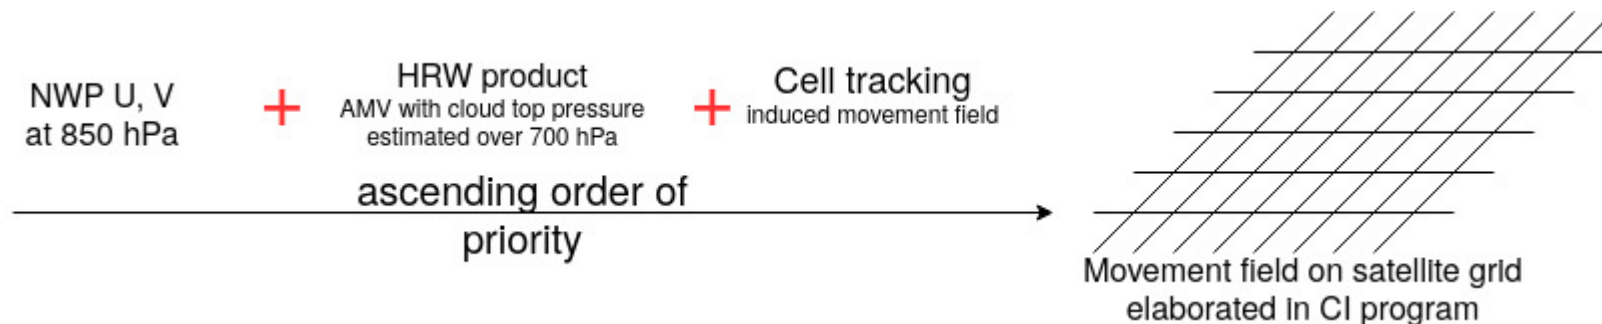 NWP U, V
at 850 hPa
+
HRW product
AMV with cloud top pressure
estimated over 700 hPa
+
Cell tracking
induced movement field
ascending order of
priority
Movement field on satellite grid
elaborated in CI program